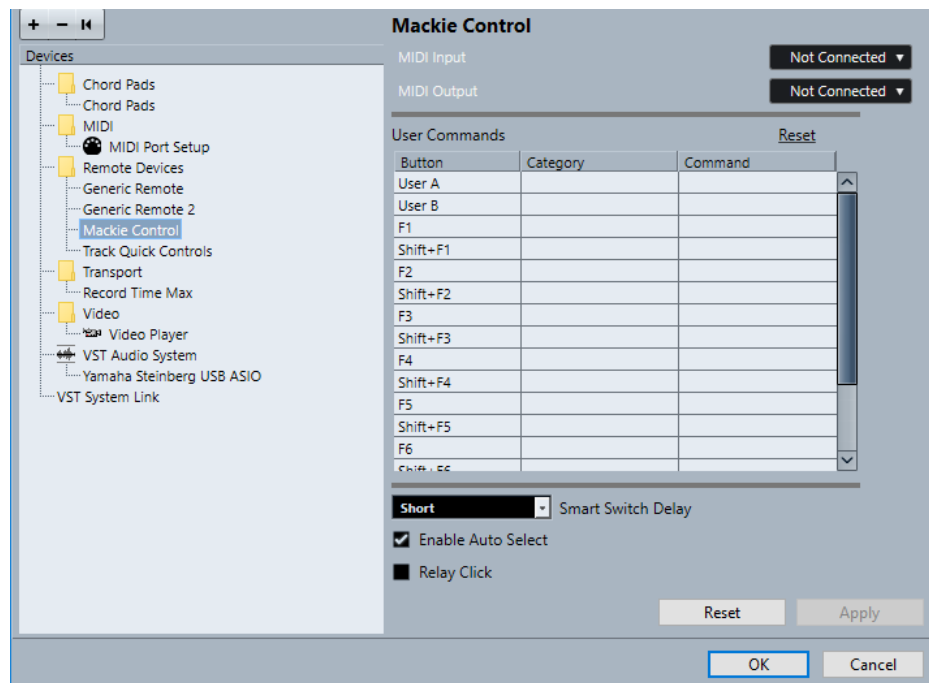 Mackie Control
Devices
Chord Pads
Chord Pads
MIDI
MIDI Port Setup
Remote Devices
Generic Remote
Generic Remote 2
Mackie Control
Track Quick Controls
Transport
Record Time Max
Video
Video Player
VST Audio System
Yamaha Steinberg USB ASIO
VST System Link
MIDI Input Not Connected
MIDI Output Not Connected
User Commands Reset
Button Category Command
User A
User B
F1
Shift+F1
F2
Shift+F2
F3
Shift+F3
F4
Shift+F4
F5
Shift+F5
F6
Shift+F6
Short Smart Switch Delay
Enable Auto Select
Relay Click
Reset Apply
OK Cancel